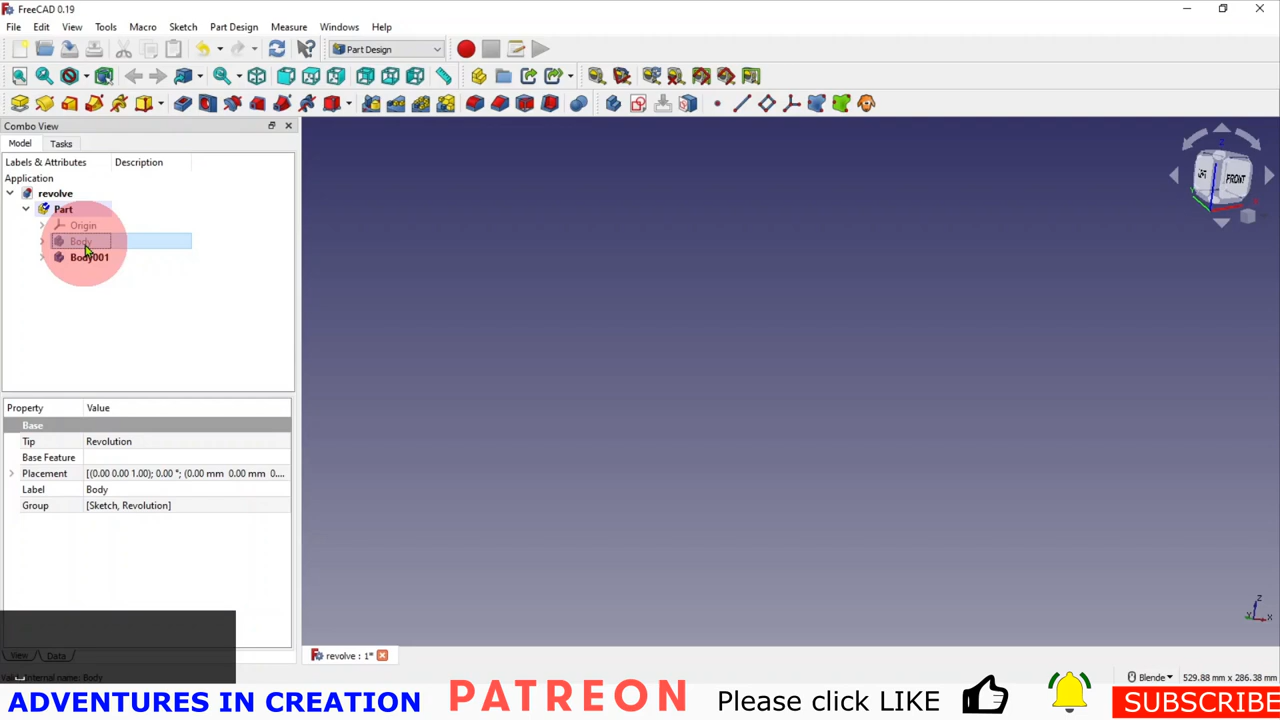 FreeCAD 0.19
File Edit View Tools Macro Sketch Part Design Measure Windows Help
Part Design
Combo View
Model Tasks
Labels & Attributes Description
Application
revolve
Part
Origin
Body
Body001
FRONT
Z
Property Value
Base
Tip Revolution
Base Feature
Placement [(0.00 0.00 1.00); 0.00 °; (0.00 mm 0.00 mm 0....
Label Body
Group [Sketch, Revolution]
Z
X
View Data
revolve : 1*
Internal name: Body
Blende 529.88 mm x 286.38 mm
ADVENTURES IN CREATION PATREON Please click LIKE SUBSCRIBE